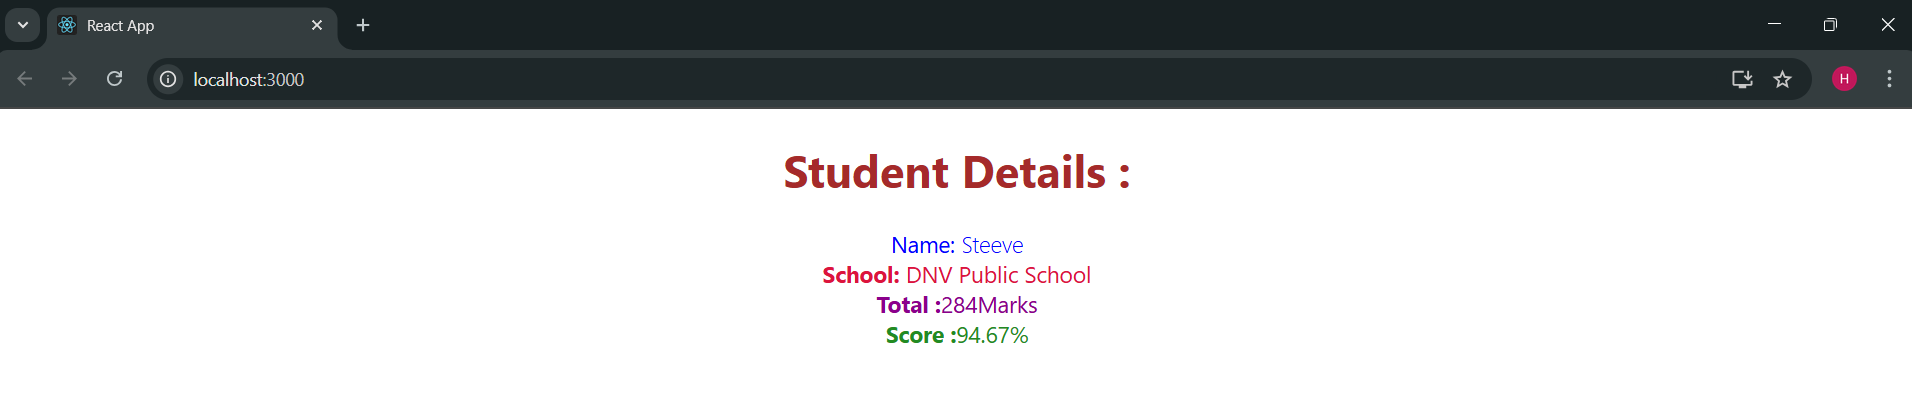 React App
localhost:3000
H
Student Details :
Name: Steeve
School: DNV Public School
Total :284Marks
Score :94.67%